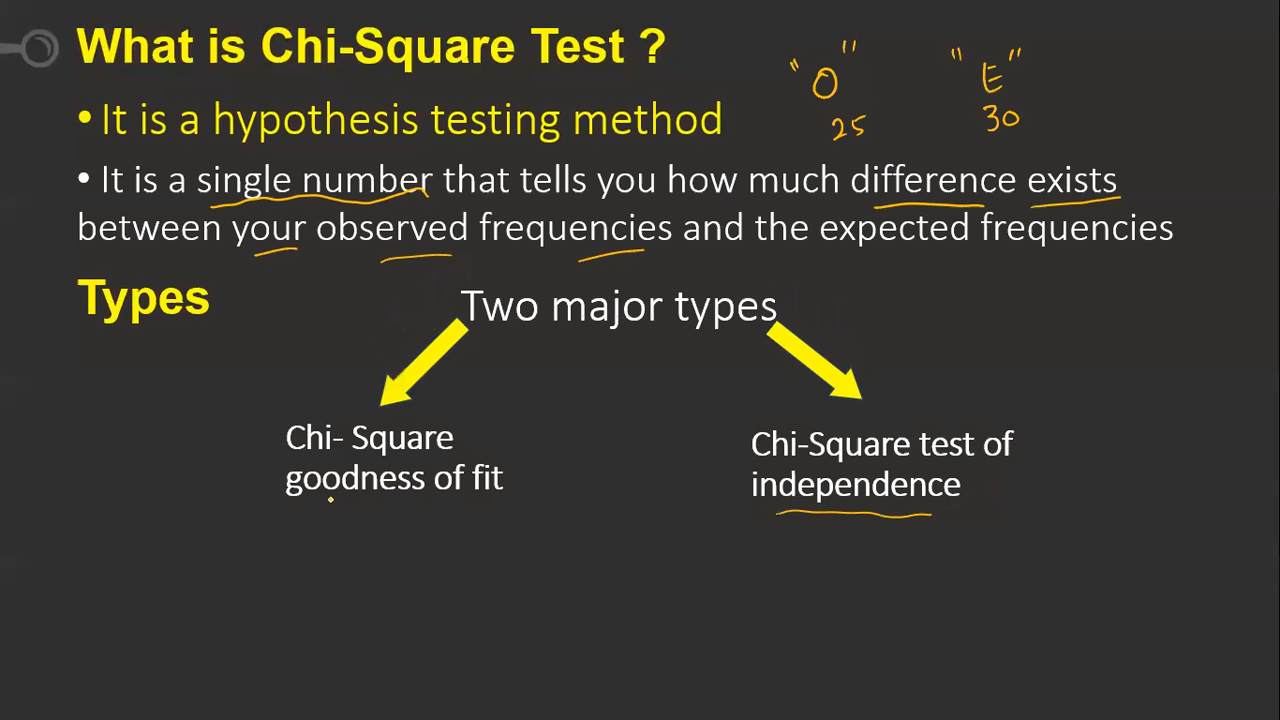 What is Chi-Square Test ?
"O" "E"
• It is a hypothesis testing method
25 30
• It is a single number that tells you how much difference exists
between your observed frequencies and the expected frequencies
Types
Two major types
Chi- Square
goodness of fit
Chi-Square test of
independence